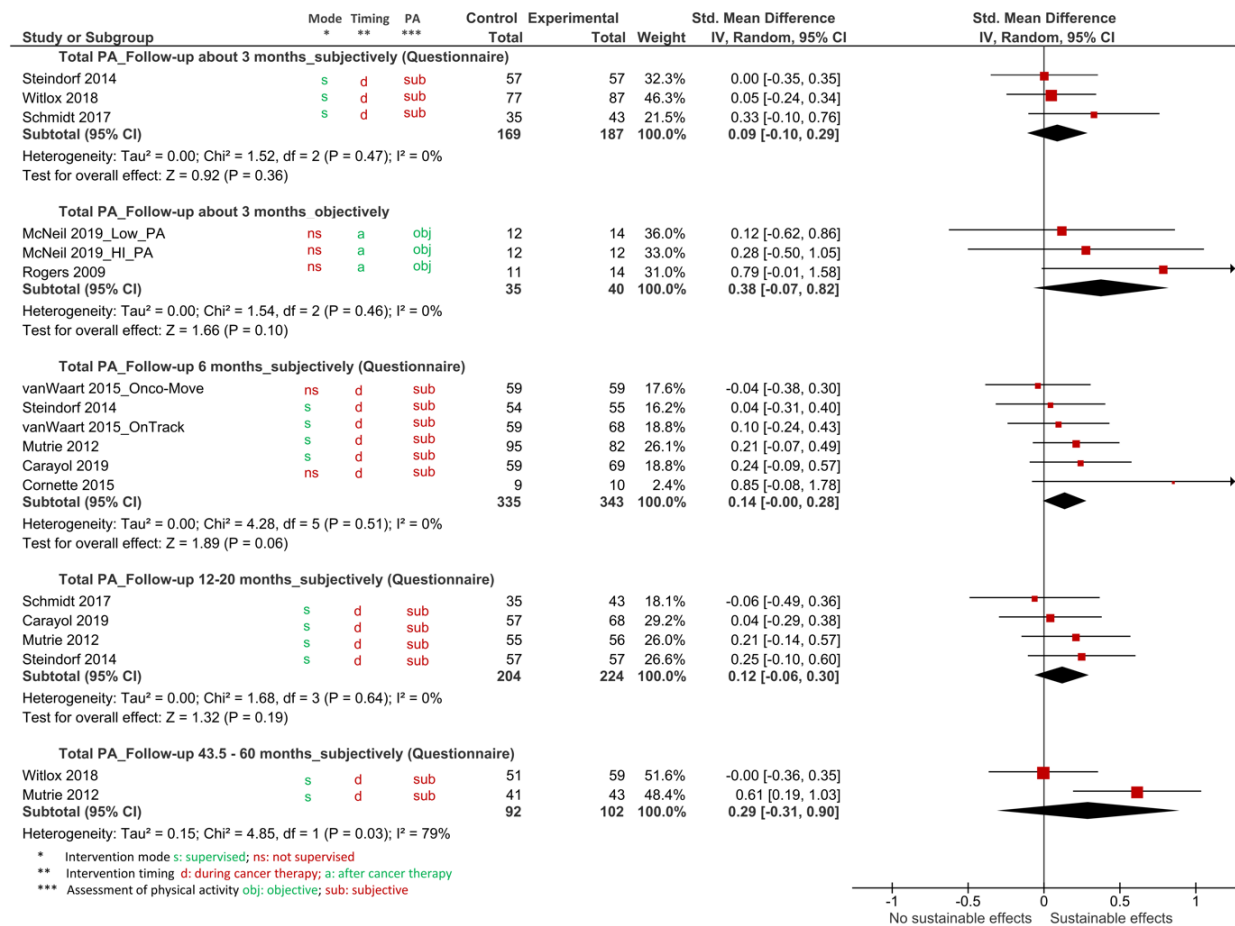 Mode Timing PA Control Experimental Std. Mean Difference Std. Mean Difference
Study or Subgroup * ** *** Total Total Weight IV, Random, 95% CI IV, Random, 95% CI
Total PA_Follow-up about 3 months_subjectively (Questionnaire)
Steindorf 2014 s d sub 57 57 32.3% 0.00 [-0.35, 0.35]
Witlox 2018 s d sub 77 87 46.3% 0.05 [-0.24, 0.34]
Schmidt 2017 s d sub 35 43 21.5% 0.33 [-0.10, 0.76]
Subtotal (95% CI) 169 187 100.0% 0.09 [-0.10, 0.29]
Heterogeneity: Tau² = 0.00; Chi² = 1.52, df = 2 (P = 0.47); I² = 0%
Test for overall effect: Z = 0.92 (P = 0.36)
Total PA_Follow-up about 3 months_objectively
McNeil 2019_Low_PA ns a obj 12 14 36.0% 0.12 [-0.62, 0.86]
McNeil 2019_HI_PA ns a obj 12 12 33.0% 0.28 [-0.50, 1.05]
Rogers 2009 ns a obj 11 14 31.0% 0.79 [-0.01, 1.58]
Subtotal (95% CI) 35 40 100.0% 0.38 [-0.07, 0.82]
Heterogeneity: Tau² = 0.00; Chi² = 1.54, df = 2 (P = 0.46); I² = 0%
Test for overall effect: Z = 1.66 (P = 0.10)
Total PA_Follow-up 6 months_subjectively (Questionnaire)
vanWaart 2015_Onco-Move ns d sub 59 59 17.6% -0.04 [-0.38, 0.30]
Steindorf 2014 s d sub 54 55 16.2% 0.04 [-0.31, 0.40]
vanWaart 2015_OnTrack s d sub 59 68 18.8% 0.10 [-0.24, 0.43]
Mutrie 2012 s d sub 95 82 26.1% 0.21 [-0.07, 0.49]
Carayol 2019 s d sub 59 69 18.8% 0.24 [-0.09, 0.57]
Cornette 2015 ns d sub 9 10 2.4% 0.85 [-0.08, 1.78]
Subtotal (95% CI) 335 343 100.0% 0.14 [-0.00, 0.28]
Heterogeneity: Tau² = 0.00; Chi² = 4.28, df = 5 (P = 0.51); I² = 0%
Test for overall effect: Z = 1.89 (P = 0.06)
Total PA_Follow-up 12-20 months_subjectively (Questionnaire)
Schmidt 2017 s d sub 35 43 18.1% -0.06 [-0.49, 0.36]
Carayol 2019 s d sub 57 68 29.2% 0.04 [-0.29, 0.38]
Mutrie 2012 s d sub 55 56 26.0% 0.21 [-0.14, 0.57]
Steindorf 2014 s d sub 57 57 26.6% 0.25 [-0.10, 0.60]
Subtotal (95% CI) 204 224 100.0% 0.12 [-0.06, 0.30]
Heterogeneity: Tau² = 0.00; Chi² = 1.68, df = 3 (P = 0.64); I² = 0%
Test for overall effect: Z = 1.32 (P = 0.19)
Total PA_Follow-up 43.5 - 60 months_subjectively (Questionnaire)
Witlox 2018 s d sub 51 59 51.6% -0.00 [-0.36, 0.35]
Mutrie 2012 s d sub 41 43 48.4% 0.61 [0.19, 1.03]
Subtotal (95% CI) 92 102 100.0% 0.29 [-0.31, 0.90]
Heterogeneity: Tau² = 0.15; Chi² = 4.85, df = 1 (P = 0.03); I² = 79%
* Intervention mode s: supervised; ns: not supervised
** Intervention timing d: during cancer therapy; a: after cancer therapy
*** Assessment of physical activity obj: objective; sub: subjective
-1 -0.5 0 0.5 1
No sustainable effects Sustainable effects